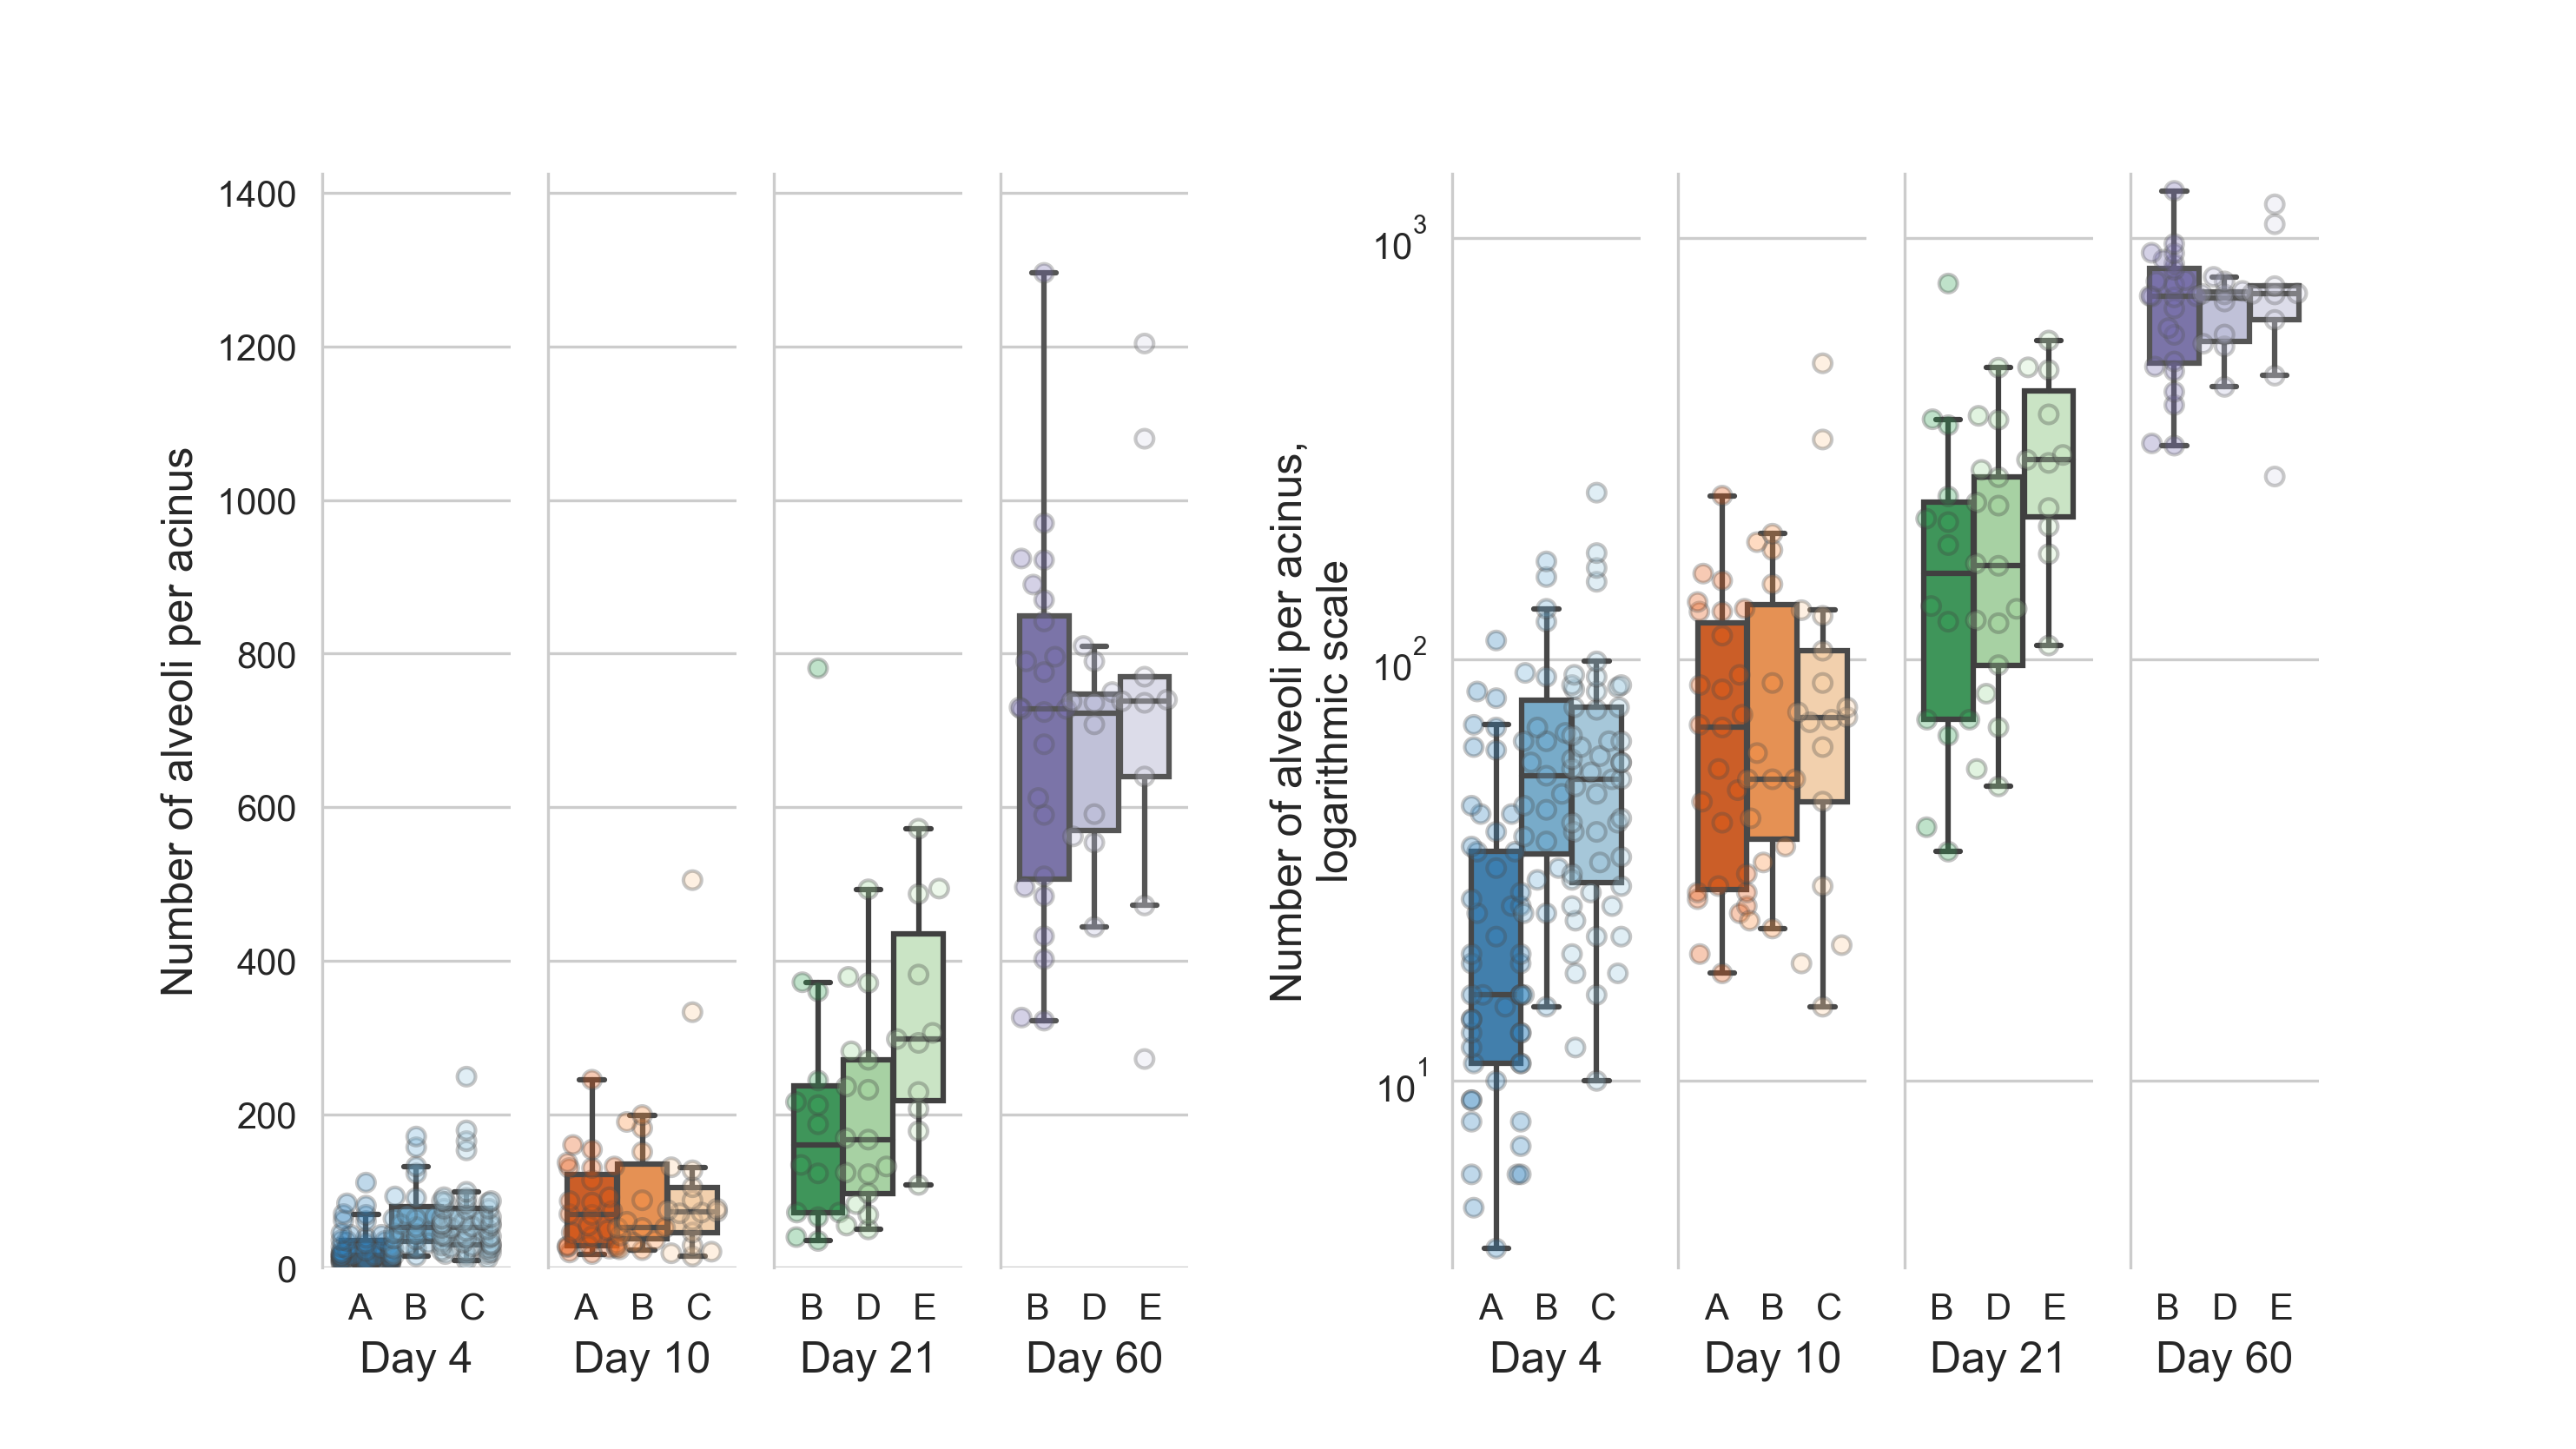 Number of alveoli per acinus
1400
1200
1000
800
600
400
200
0
A B C
Day 4
A B C
Day 10
B D E
Day 21
B D E
Day 60
Number of alveoli per acinus,
logarithmic scale
10³
10²
10¹
A B C
Day 4
A B C
Day 10
B D E
Day 21
B D E
Day 60